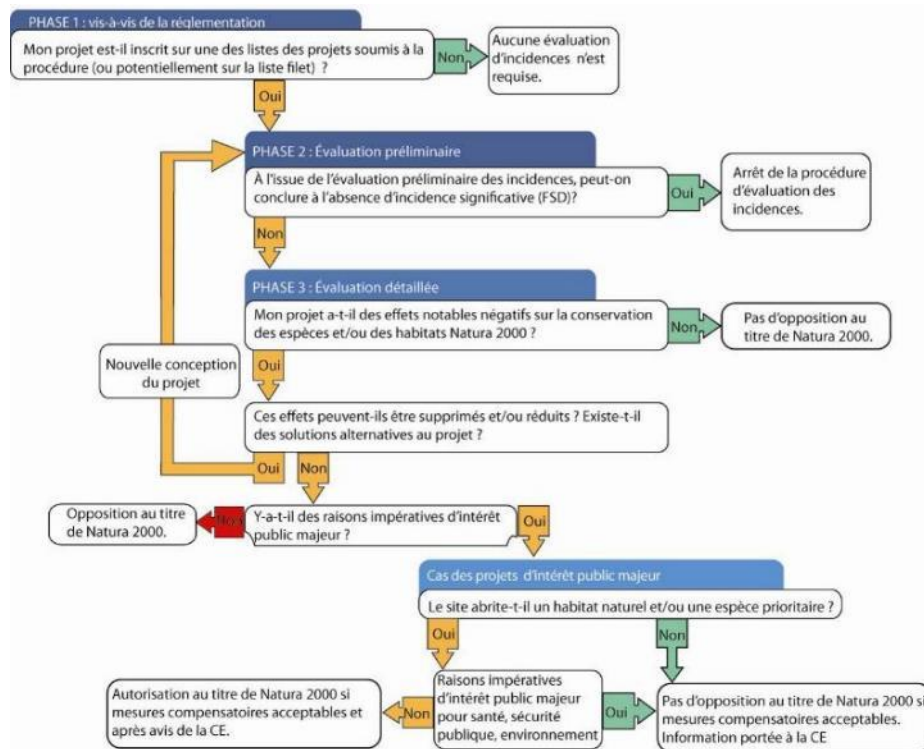 PHASE 1 : vis-à-vis de la réglementation
Mon projet est-il inscrit sur une des listes des projets soumis à la
procédure (ou potentiellement sur la liste filet) ?
Non
Aucune évaluation
d'incidences n'est
requise.
Oui
PHASE 2 : Évaluation préliminaire
À l'issue de l'évaluation préliminaire des incidences, peut-on
conclure à l'absence d'incidence significative (FSD)?
Oui
Arrêt de la procédure
d'évaluation des
incidences.
Non
PHASE 3 : Évaluation détaillée
Mon projet a-t-il des effets notables négatifs sur la conservation
des espèces et/ou des habitats Natura 2000 ?
Non
Pas d'opposition au
titre de Natura 2000.
Nouvelle conception
du projet
Oui
Ces effets peuvent-ils être supprimés et/ou réduits ? Existe-t-il
des solutions alternatives au projet ?
Oui
Non
Opposition au titre
de Natura 2000.
Non
Y-a-t-il des raisons impératives d'intérêt
public majeur ?
Oui
Cas des projets d'intérêt public majeur
Le site abrite-t-il un habitat naturel et/ou une espèce prioritaire ?
Oui
Non
Autorisation au titre de Natura 2000 si
mesures compensatoires acceptables et
après avis de la CE.
Non
Raisons impératives
d'intérêt public majeur
pour santé, sécurité
publique, environnement
Oui
Pas d'opposition au titre de Natura 2000 si
mesures compensatoires acceptables.
Information portée à la CE